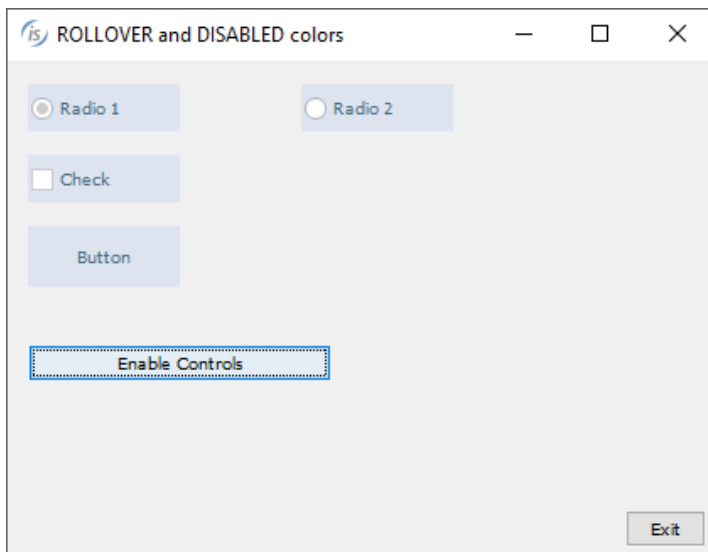 is ROLLOVER and DISABLED colors
Radio 1 Radio 2
Check
Button
Enable Controls
Exit